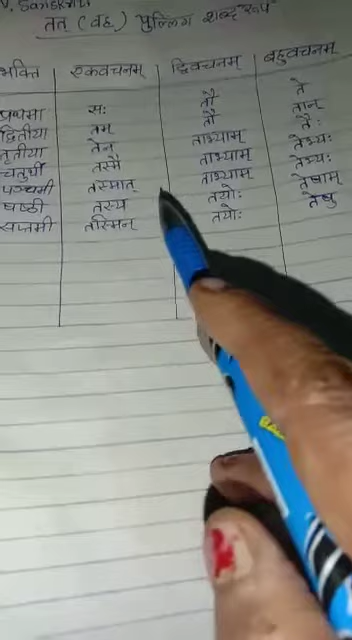 तत् (वह) पुल्लिंग शब्द रूप
भक्ति एकवचनम् द्विवचनम् बहुवचनम्
प्रथमा सः तौ ते
द्वितीया तम् तौ तान्
तृतीया तेन ताभ्याम् तैः
चतुर्थी तस्मै ताभ्याम् तेभ्यः
पञ्चमी तस्मात् ताभ्याम् तेभ्यः
षष्ठी तस्य तयोः तेषाम्
सप्तमी तस्मिन् तयोः तेषु